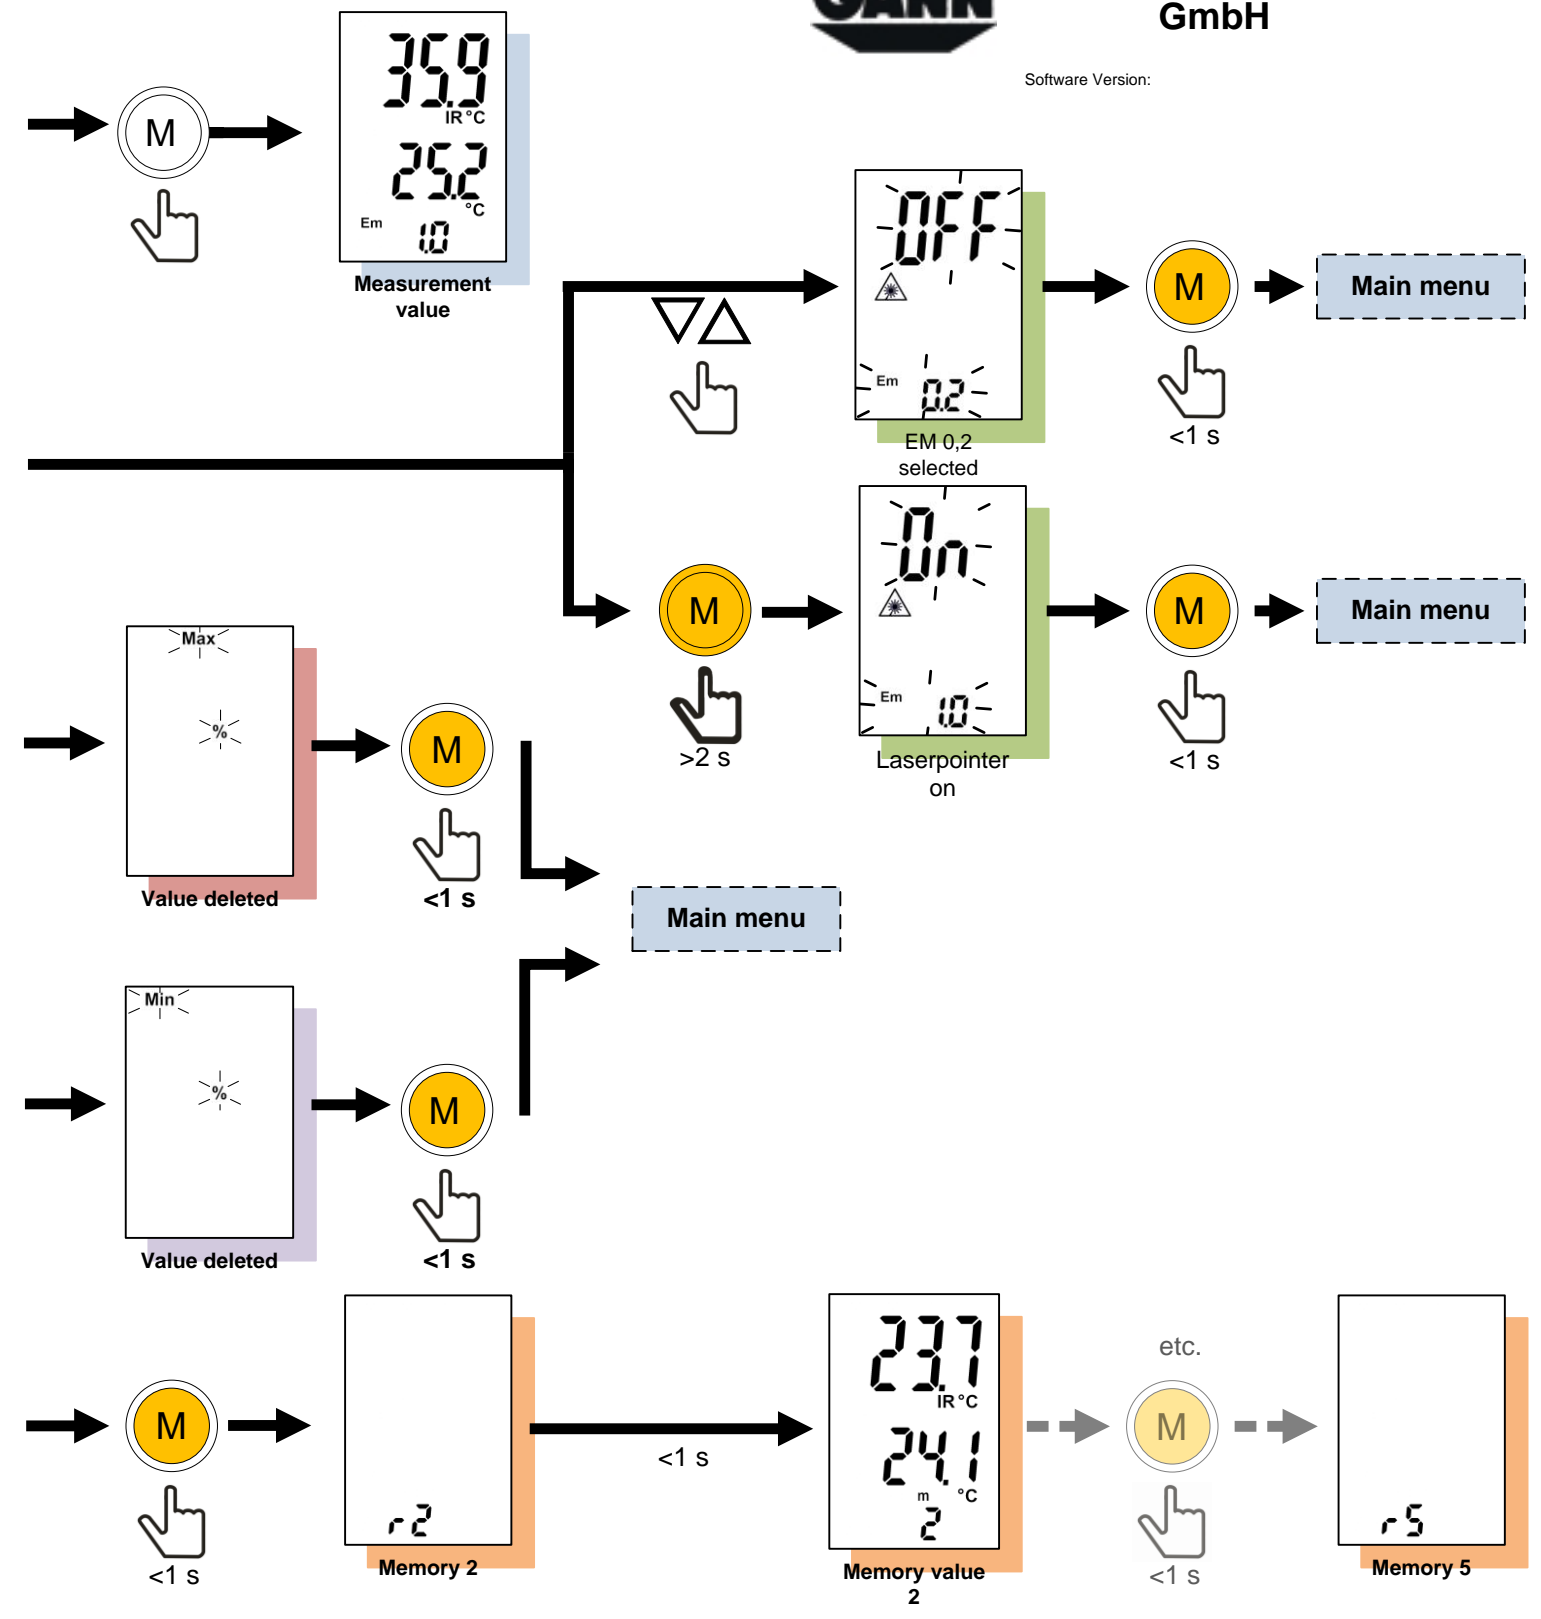 GANN
GmbH
Software Version:
M
35.9
IR °C
25.2
°C
Em
1.0
Measurement
value
OFF
Em
0.2
EM 0,2
selected
M
<1 s
Main menu
M
>2 s
On
Em
1.0
Laserpointer
on
M
<1 s
Main menu
Max
%
Value deleted
M
<1 s
Main menu
Min
%
Value deleted
M
<1 s
M
<1 s
r2
Memory 2
<1 s
23.7
IR °C
24.1
m °C
2
Memory value
2
etc.
M
<1 s
r5
Memory 5